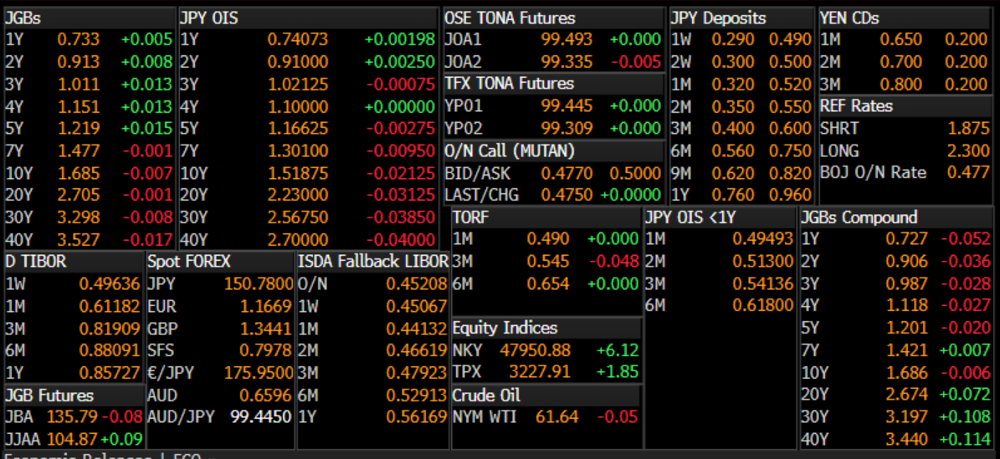 JGBs JPY OIS OSE TONA Futures JPY Deposits YEN CDs
1Y 0.733 +0.005 1Y 0.74073 +0.00198 JOA1 99.493 +0.000 1W 0.290 0.490 1M 0.650 0.200
2Y 0.913 +0.008 2Y 0.91000 +0.00250 JOA2 99.335 -0.005 2W 0.300 0.500 2M 0.700 0.200
3Y 1.011 +0.013 3Y 1.02125 -0.00075 TFX TONA Futures 1M 0.320 0.520 3M 0.800 0.200
4Y 1.151 +0.013 4Y 1.10000 +0.00000 YP01 99.445 +0.000 2M 0.350 0.550 REF Rates
5Y 1.219 +0.015 5Y 1.16625 -0.00275 YP02 99.309 +0.000 3M 0.400 0.600 SHRT 1.875
7Y 1.477 -0.001 7Y 1.30100 -0.00950 O/N Call (MUTAN) 6M 0.560 0.750 LONG 2.300
10Y 1.685 -0.007 10Y 1.51875 -0.02125 BID/ASK 0.4770 0.5000 9M 0.620 0.820 BOJ O/N Rate 0.477
20Y 2.705 -0.001 20Y 2.23000 -0.03125 LAST/CHG 0.4750 +0.0000 1Y 0.760 0.960
30Y 3.298 -0.008 30Y 2.56750 -0.03850 TORF JPY OIS <1Y JGBs Compound
40Y 3.527 -0.017 40Y 2.70000 -0.04000 1M 0.490 +0.000 1M 0.49493 1Y 0.727 -0.052
D TIBOR Spot FOREX ISDA Fallback LIBOR 3M 0.545 -0.048 2M 0.51300 2Y 0.906 -0.036
1W 0.49636 JPY 150.7800 O/N 0.45208 6M 0.654 +0.000 3M 0.54136 3Y 0.987 -0.028
1M 0.61182 EUR 1.1669 1W 0.45067 6M 0.61800 4Y 1.118 -0.027
3M 0.81909 GBP 1.3441 1M 0.44132 Equity Indices 5Y 1.201 -0.020
6M 0.88091 SFS 0.7978 2M 0.46619 NKY 47950.88 +6.12 7Y 1.421 +0.007
1Y 0.85727 €/JPY 175.9500 3M 0.47923 TPX 3227.91 +1.85 10Y 1.686 -0.006
JGB Futures AUD 0.6596 6M 0.52913 Crude Oil 20Y 2.674 +0.072
JBA 135.79 -0.08 AUD/JPY 99.4450 1Y 0.56169 NYM WTI 61.64 -0.05 30Y 3.197 +0.108
JJAA 104.87 +0.09 40Y 3.440 +0.114